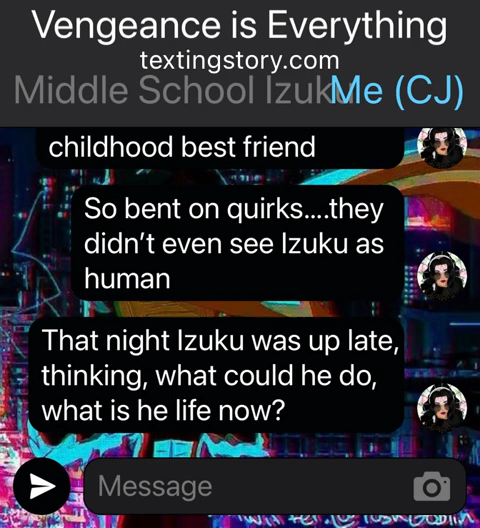 Vengeance is Everything
textingstory.com
Middle School Izuku Me (CJ)
childhood best friend
So bent on quirks....they
didn't even see Izuku as
human
That night Izuku was up late,
thinking, what could he do,
what is he life now?
Message